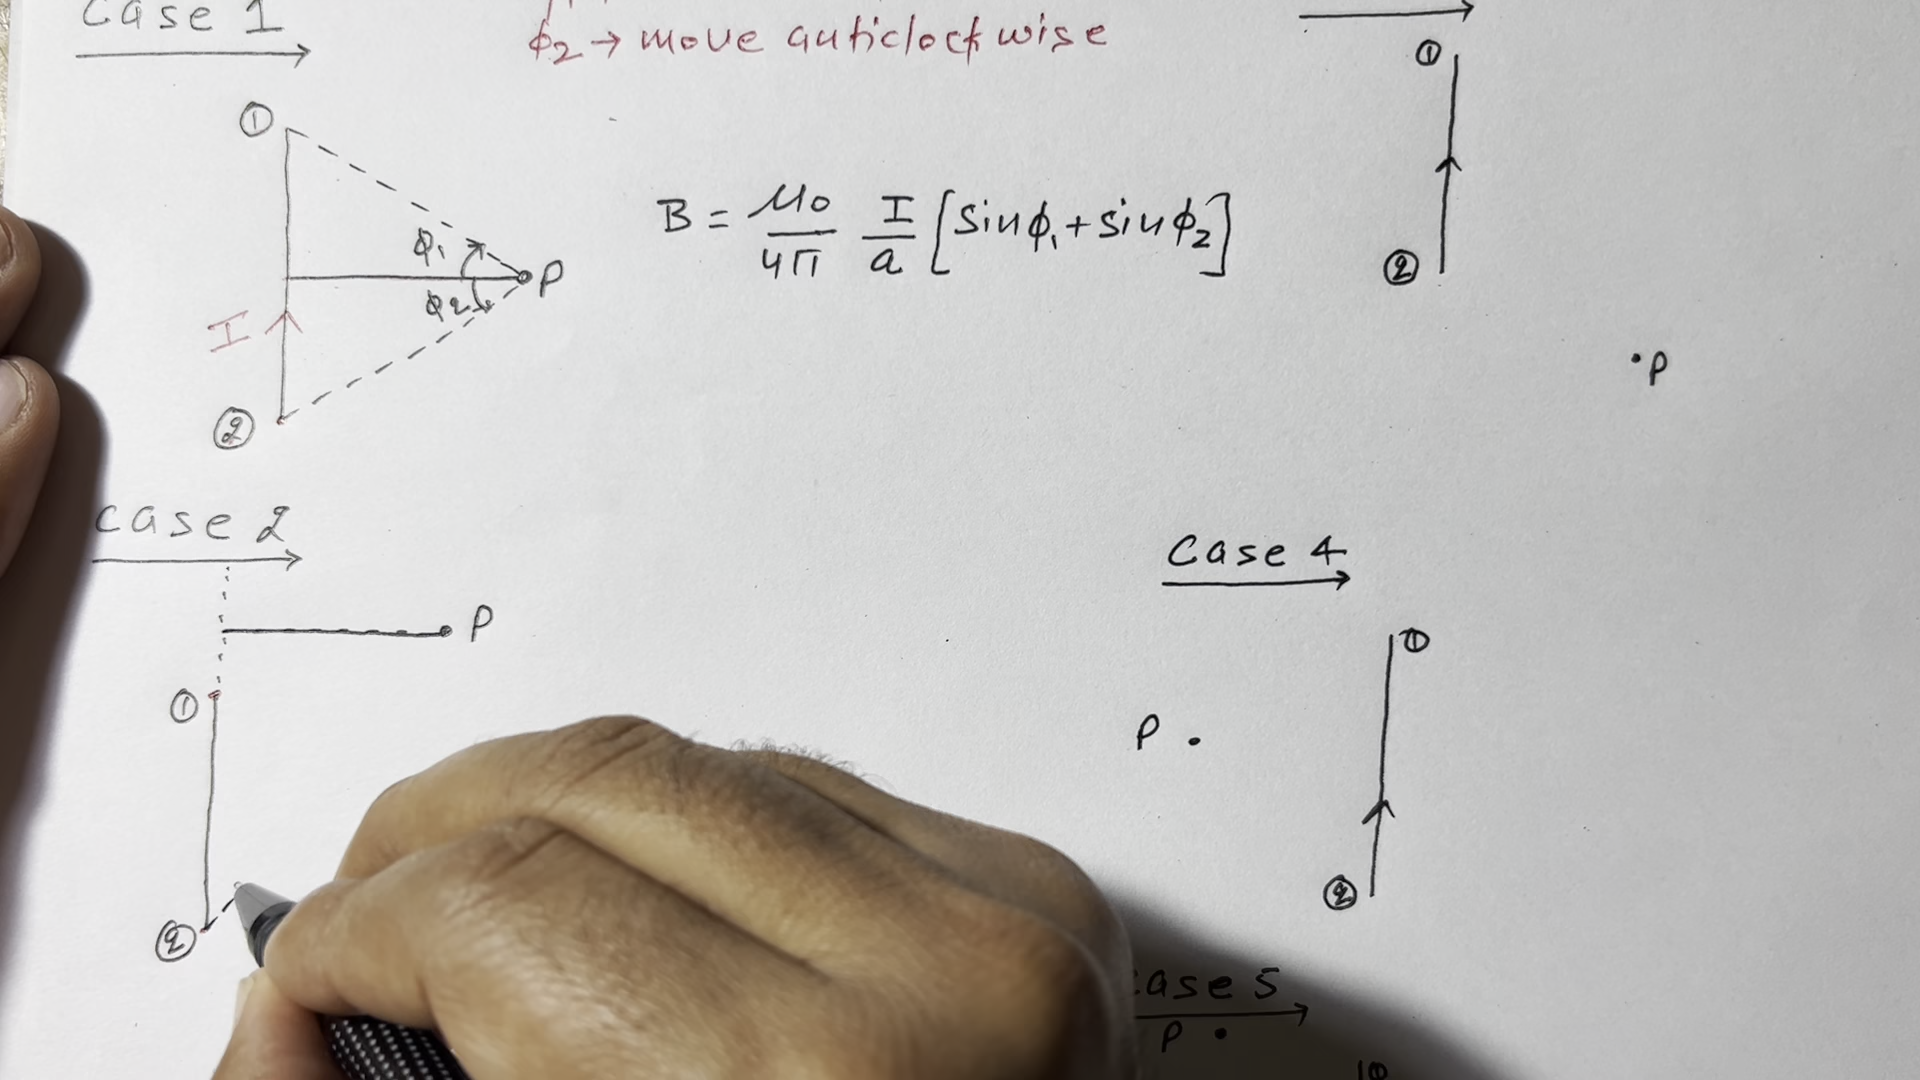 Case 1
ϕ2 → move anticlockwise
①
ϕ1
P
ϕ2
I
②
B = μ0/4π I/a [sinϕ1 + sinϕ2]
①
②
P
case 2
P
①
②
Case 4
①
P
②
case 5
P
①